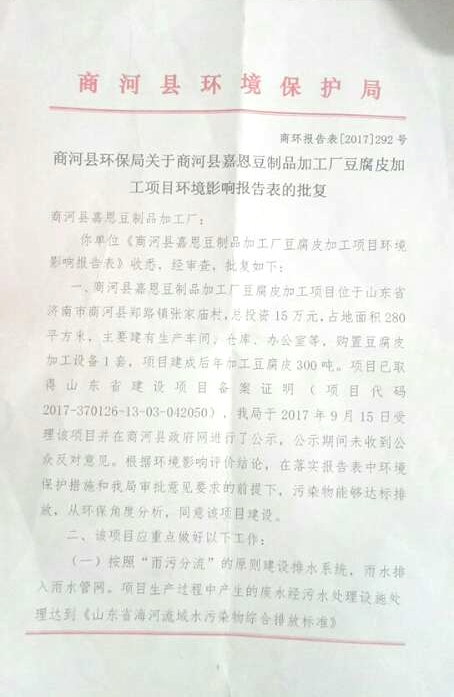 商河县环境保护局
商环报告表[2017]292号
商河县环保局关于商河县嘉恩豆制品加工厂豆腐皮加
工项目环境影响报告表的批复
商河县嘉恩豆制品加工厂：
你单位《商河县嘉恩豆制品加工厂豆腐皮加工项目环境
影响报告表》收悉，经审查，批复如下：
一、商河县嘉恩豆制品加工厂豆腐皮加工项目位于山东省
济南市商河县郑路镇张家庙村，总投资15万元，占地面积280
平方米，主要建有生产车间、仓库、办公室等，购置豆腐皮
加工设备1套，项目建成后年加工豆腐皮300吨。项目已取
得山东省建设项目备案证明（项目代码
2017-370126-13-03-042050），我局于2017年9月15日受
理该项目并在商河县政府网进行了公示，公示期间未收到公
众反对意见。根据环境影响评价结论，在落实报告表中环境
保护措施和我局审批意见要求的前提下，污染物能够达标排
放，从环保角度分析，同意该项目建设。
二、该项目应重点做好以下工作：
（一）按照“雨污分流”的原则建设排水系统，雨水排
入雨水管网。项目生产过程中产生的废水经污水处理设施处
理达到《山东省海河流域水污染物综合排放标准》